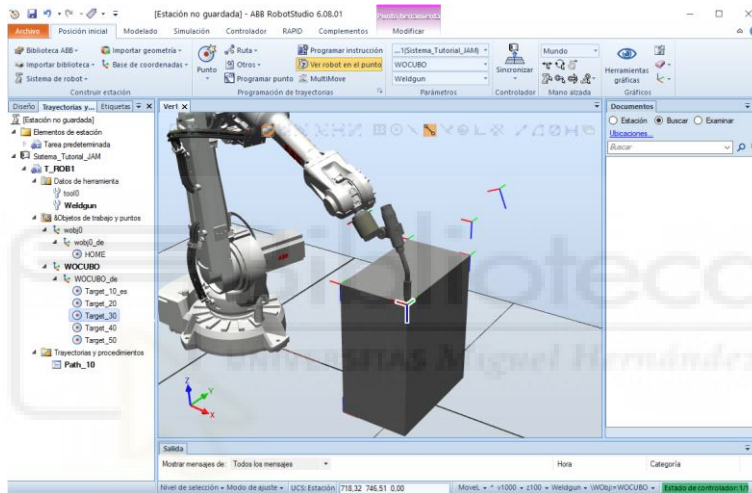 [Estación no guardada] - ABB RobotStudio 6.08.01
Archivo Posición inicial Modelado Simulación Controlador RAPID Complementos Modificar
Biblioteca ABB Importar geometría Ruta Programar instrucción ...1(Sistema_Tutorial_JAM) Mundo
Importar biblioteca Base de coordenadas Punto Otros Ver robot en el punto WOCUBO Sincronizar Herramientas gráficas
Sistema de robot Programar punto MultiMove Weldgun
Construir estación Programación de trayectorias Parámetros Controlador Mano alzada Gráficos
Diseño Trayectorias y... Etiquetas Ver1 Documentos
[Estación no guardada]
Elementos de estación
Tarea predeterminada
Sistema_Tutorial_JAM
T_ROB1
Datos de herramienta
tool0
Weldgun
&Objetos de trabajo y puntos
wobj0
wobj0_de
HOME
WOCUBO
WOCUBO_de
Target_10_es
Target_20
Target_30
Target_40
Target_50
Trayectorias y procedimientos
Path_10
Estación Buscar Examinar
Ubicaciones...
Buscar
ABB
Biblioteca
UNIVERSITAS Miguel Hernández
Z
Y
X
Salida
Mostrar mensajes de: Todos los mensajes Hora Categoría
Nivel de selección Modo de ajuste UCS: Estación 718,32 746,51 0,00 MoveL * v1000 z100 Weldgun \WObj:=WOCUBO Estado de controlador: 1/1